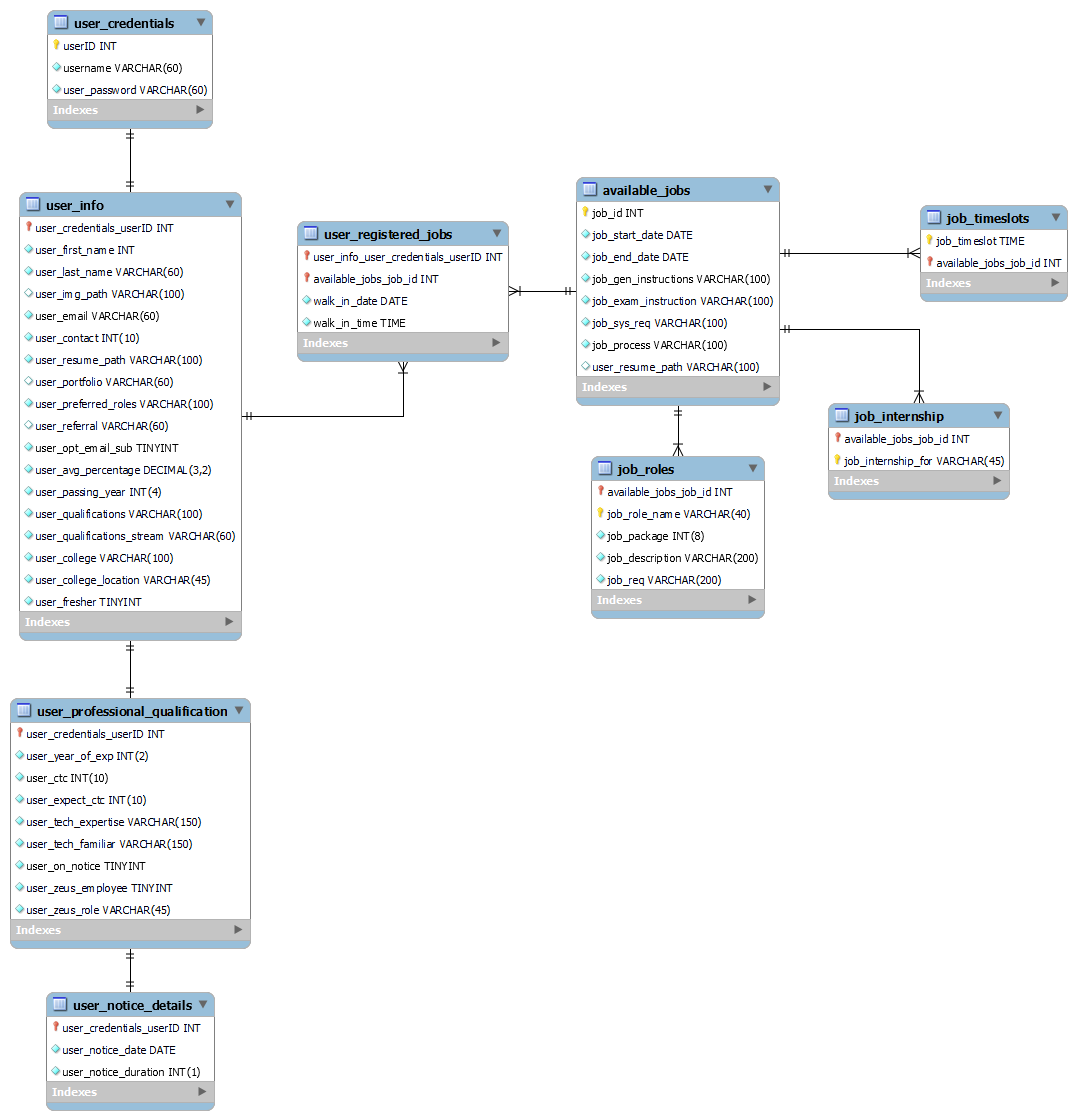 user_credentials
userID INT
username VARCHAR(60)
user_password VARCHAR(60)
Indexes
user_info
user_credentials_userID INT
user_first_name INT
user_last_name VARCHAR(60)
user_img_path VARCHAR(100)
user_email VARCHAR(60)
user_contact INT(10)
user_resume_path VARCHAR(100)
user_portfolio VARCHAR(60)
user_preferred_roles VARCHAR(100)
user_referral VARCHAR(60)
user_opt_email_sub TINYINT
user_avg_percentage DECIMAL(3,2)
user_passing_year INT(4)
user_qualifications VARCHAR(100)
user_qualifications_stream VARCHAR(60)
user_college VARCHAR(100)
user_college_location VARCHAR(45)
user_fresher TINYINT
Indexes
user_professional_qualification
user_credentials_userID INT
user_year_of_exp INT(2)
user_ctc INT(10)
user_expect_ctc INT(10)
user_tech_expertise VARCHAR(150)
user_tech_familiar VARCHAR(150)
user_on_notice TINYINT
user_zeus_employee TINYINT
user_zeus_role VARCHAR(45)
Indexes
user_notice_details
user_credentials_userID INT
user_notice_date DATE
user_notice_duration INT(1)
Indexes
user_registered_jobs
user_info_user_credentials_userID INT
available_jobs_job_id INT
walk_in_date DATE
walk_in_time TIME
Indexes
available_jobs
job_id INT
job_start_date DATE
job_end_date DATE
job_gen_instructions VARCHAR(100)
job_exam_instruction VARCHAR(100)
job_sys_req VARCHAR(100)
job_process VARCHAR(100)
user_resume_path VARCHAR(100)
Indexes
job_roles
available_jobs_job_id INT
job_role_name VARCHAR(40)
job_package INT(8)
job_description VARCHAR(200)
job_req VARCHAR(200)
Indexes
job_timeslots
job_timeslot TIME
available_jobs_job_id INT
Indexes
job_internship
available_jobs_job_id INT
job_internship_for VARCHAR(45)
Indexes